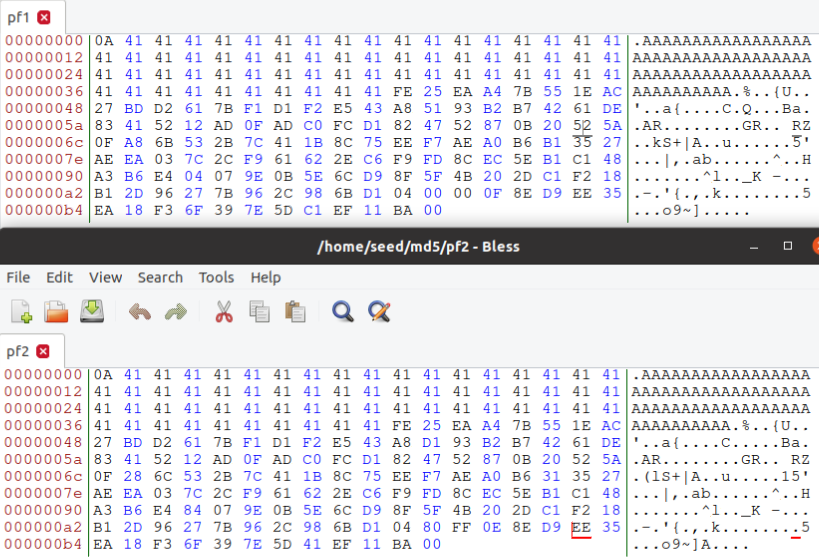 pf1
00000000 0A 41 41 41 41 41 41 41 41 41 41 41 41 41 41 41 41 41 .AAAAAAAAAAAAAAAAA
00000012 41 41 41 41 41 41 41 41 41 41 41 41 41 41 41 41 41 41 AAAAAAAAAAAAAAAAAA
00000024 41 41 41 41 41 41 41 41 41 41 41 41 41 41 41 41 41 41 AAAAAAAAAAAAAAAAAA
00000036 41 41 41 41 41 41 41 41 41 41 FE 25 EA A4 7B 55 1E AC AAAAAAAAAA.%..{U..
00000048 27 BD D2 61 7B F1 D1 F2 E5 43 A8 51 93 B2 B7 42 61 DE '..a{....C.Q...Ba.
0000005a 83 41 52 12 AD 0F AD C0 FC D1 82 47 52 87 0B 20 52 5A .AR........GR.. RZ
0000006c 0F A8 6B 53 2B 7C 41 1B 8C 75 EE F7 AE A0 B6 B1 35 27 ..kS+|A..u......5'
0000007e AE EA 03 7C 2C F9 61 62 2E C6 F9 FD 8C EC 5E B1 C1 48 ...|,.ab......^..H
00000090 A3 B6 E4 04 07 9E 0B 5E 6C D9 8F 5F 4B 20 2D C1 F2 18 .......^l.._K -...
000000a2 B1 2D 96 27 7B 96 2C 98 6B D1 04 00 00 0F 8E D9 EE 35 .-.'{.,.k........5
000000b4 EA 18 F3 6F 39 7E 5D C1 EF 11 BA 00 ...o9~].....
/home/seed/md5/pf2 - Bless
File Edit View Search Tools Help
pf2
00000000 0A 41 41 41 41 41 41 41 41 41 41 41 41 41 41 41 41 41 .AAAAAAAAAAAAAAAAA
00000012 41 41 41 41 41 41 41 41 41 41 41 41 41 41 41 41 41 41 AAAAAAAAAAAAAAAAAA
00000024 41 41 41 41 41 41 41 41 41 41 41 41 41 41 41 41 41 41 AAAAAAAAAAAAAAAAAA
00000036 41 41 41 41 41 41 41 41 41 41 FE 25 EA A4 7B 55 1E AC AAAAAAAAAA.%..{U..
00000048 27 BD D2 61 7B F1 D1 F2 E5 43 A8 D1 93 B2 B7 42 61 DE '..a{....C.....Ba.
0000005a 83 41 52 12 AD 0F AD C0 FC D1 82 47 52 87 0B 20 52 5A .AR........GR.. RZ
0000006c 0F 28 6C 53 2B 7C 41 1B 8C 75 EE F7 AE A0 B6 31 35 27 .(lS+|A..u.....15'
0000007e AE EA 03 7C 2C F9 61 62 2E C6 F9 FD 8C EC 5E B1 C1 48 ...|,.ab......^..H
00000090 A3 B6 E4 84 07 9E 0B 5E 6C D9 8F 5F 4B 20 2D C1 F2 18 .......^l.._K -...
000000a2 B1 2D 96 27 7B 96 2C 98 6B D1 04 80 FF 0E 8E D9 EE 35 .-.'{.,.k........5
000000b4 EA 18 F3 6F 39 7E 5D 41 EF 11 BA 00 ...o9~]A....